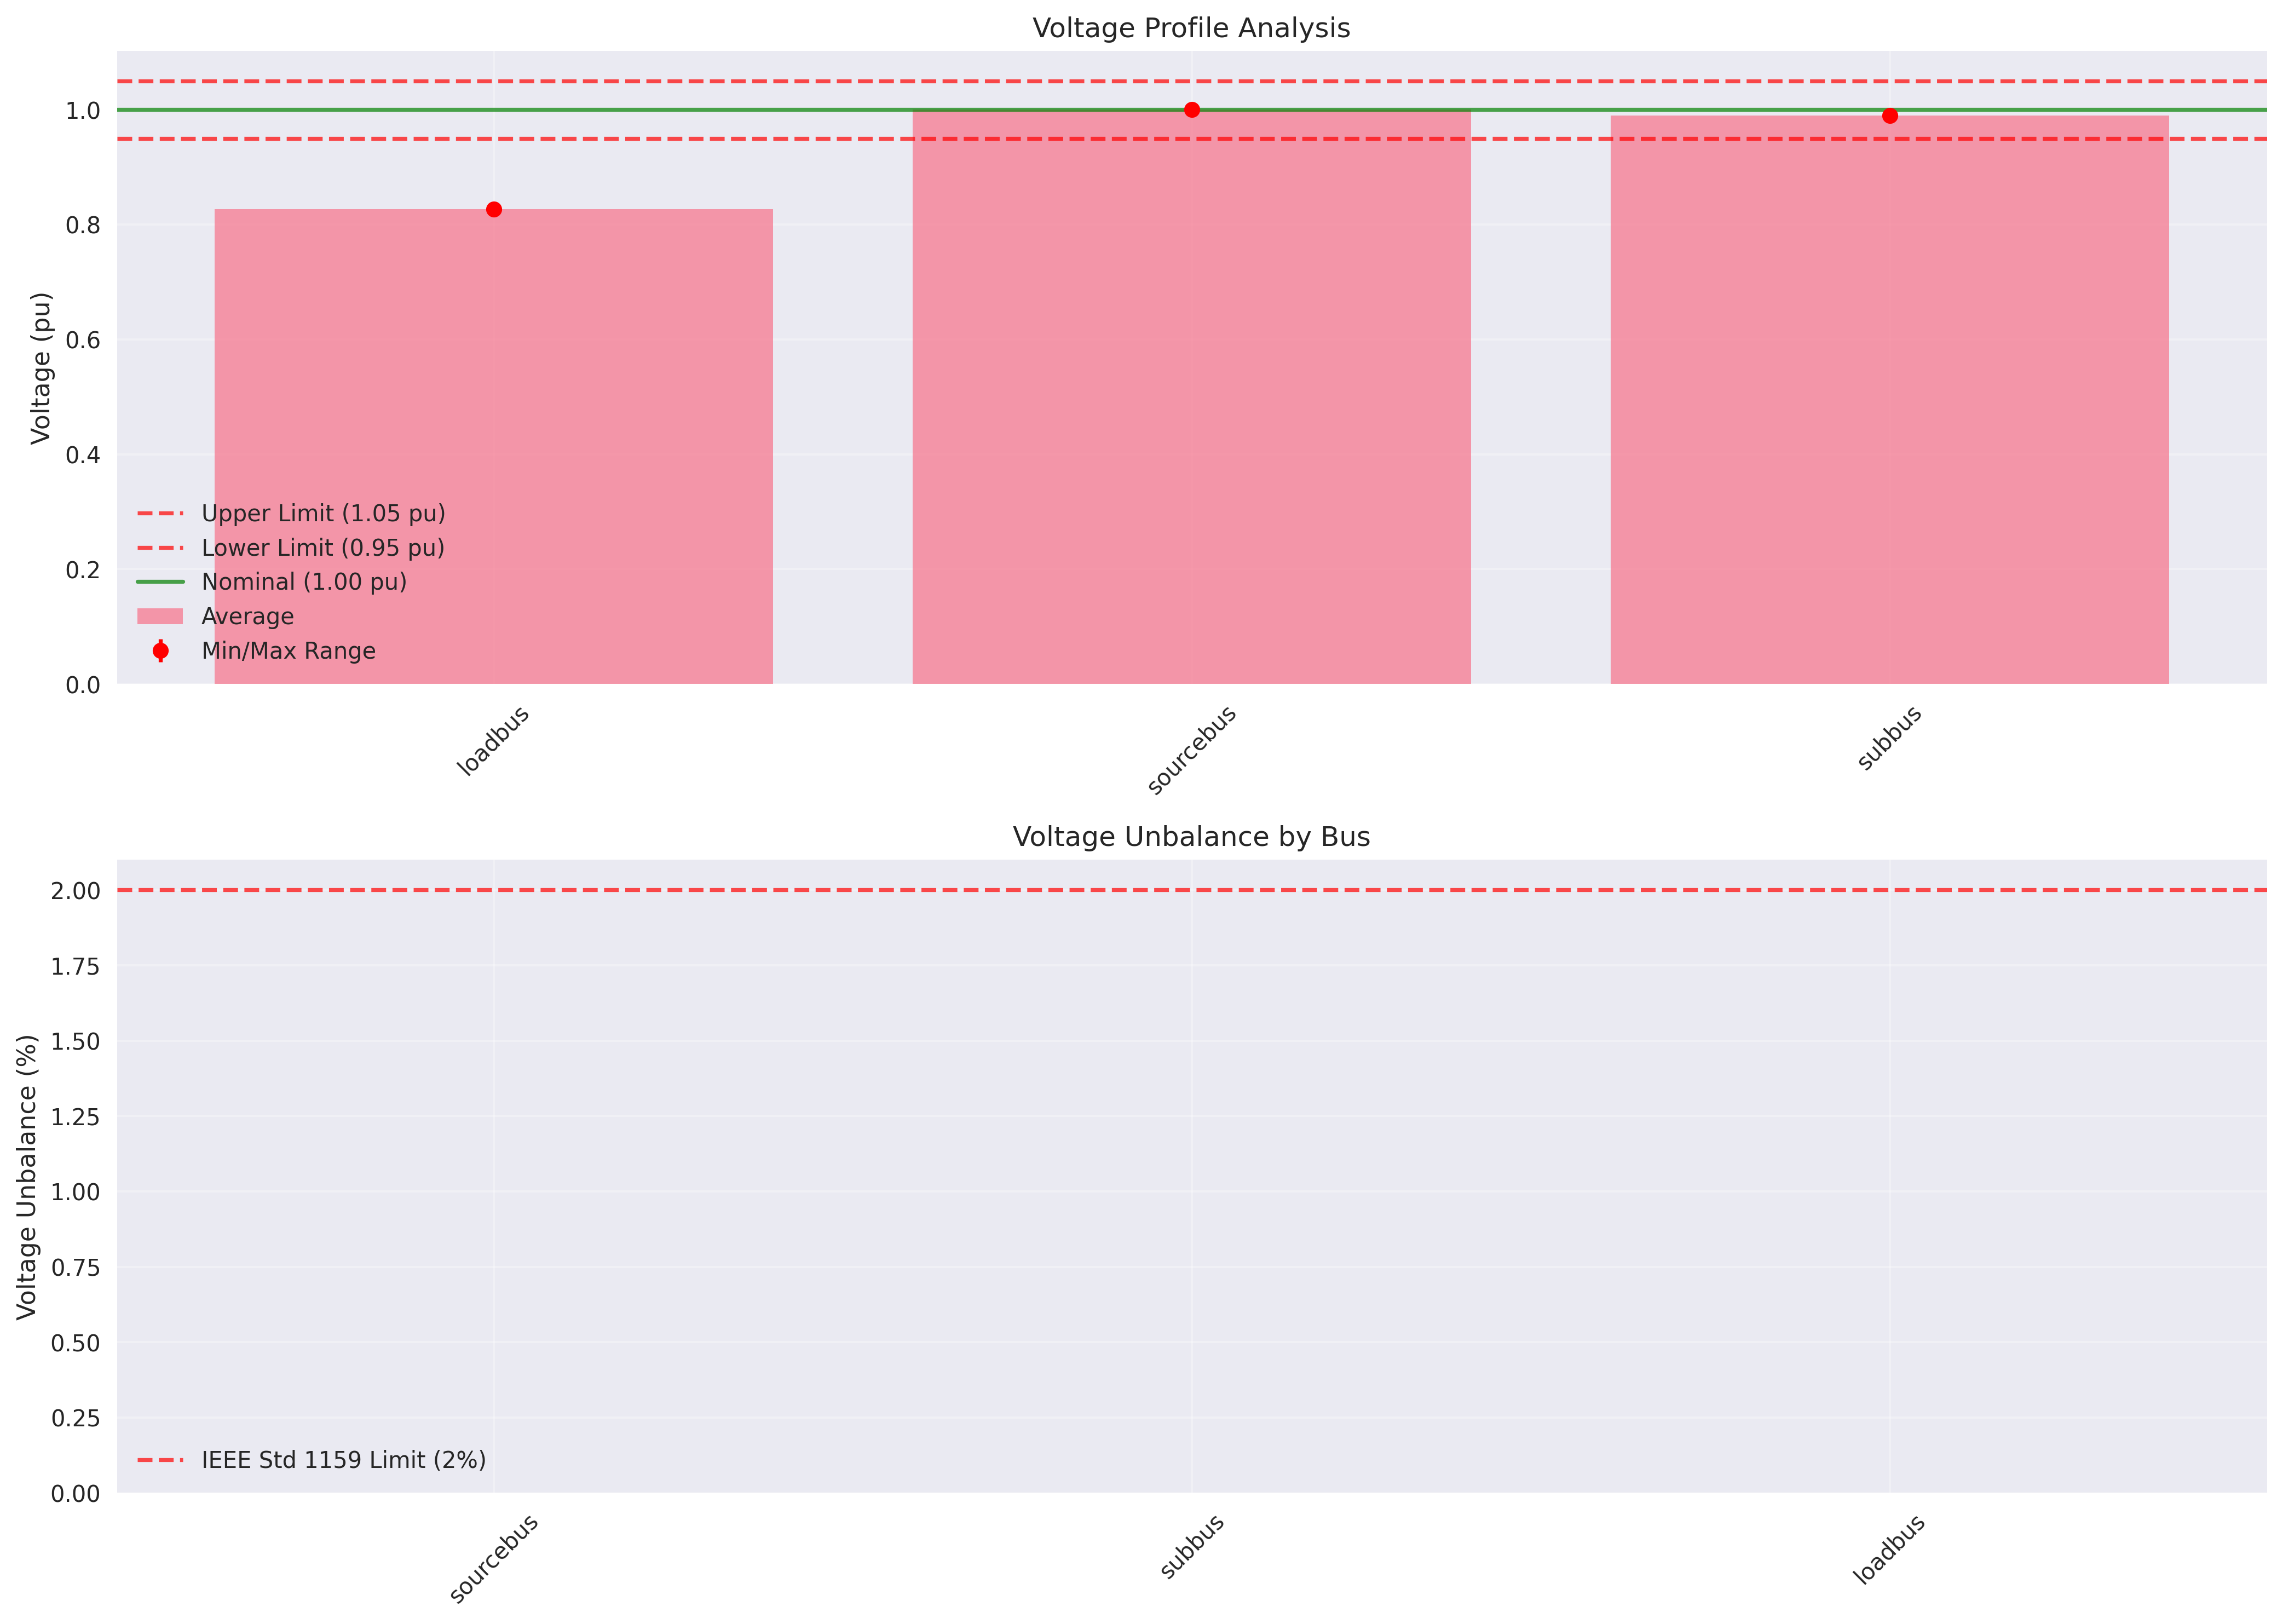 Voltage Profile Analysis
Voltage (pu)
1.0
0.8
0.6
0.4
0.2
0.0
Upper Limit (1.05 pu)
Lower Limit (0.95 pu)
Nominal (1.00 pu)
Average
Min/Max Range
loadbus
sourcebus
subbus
Voltage Unbalance by Bus
Voltage Unbalance (%)
2.00
1.75
1.50
1.25
1.00
0.75
0.50
0.25
0.00
IEEE Std 1159 Limit (2%)
sourcebus
subbus
loadbus